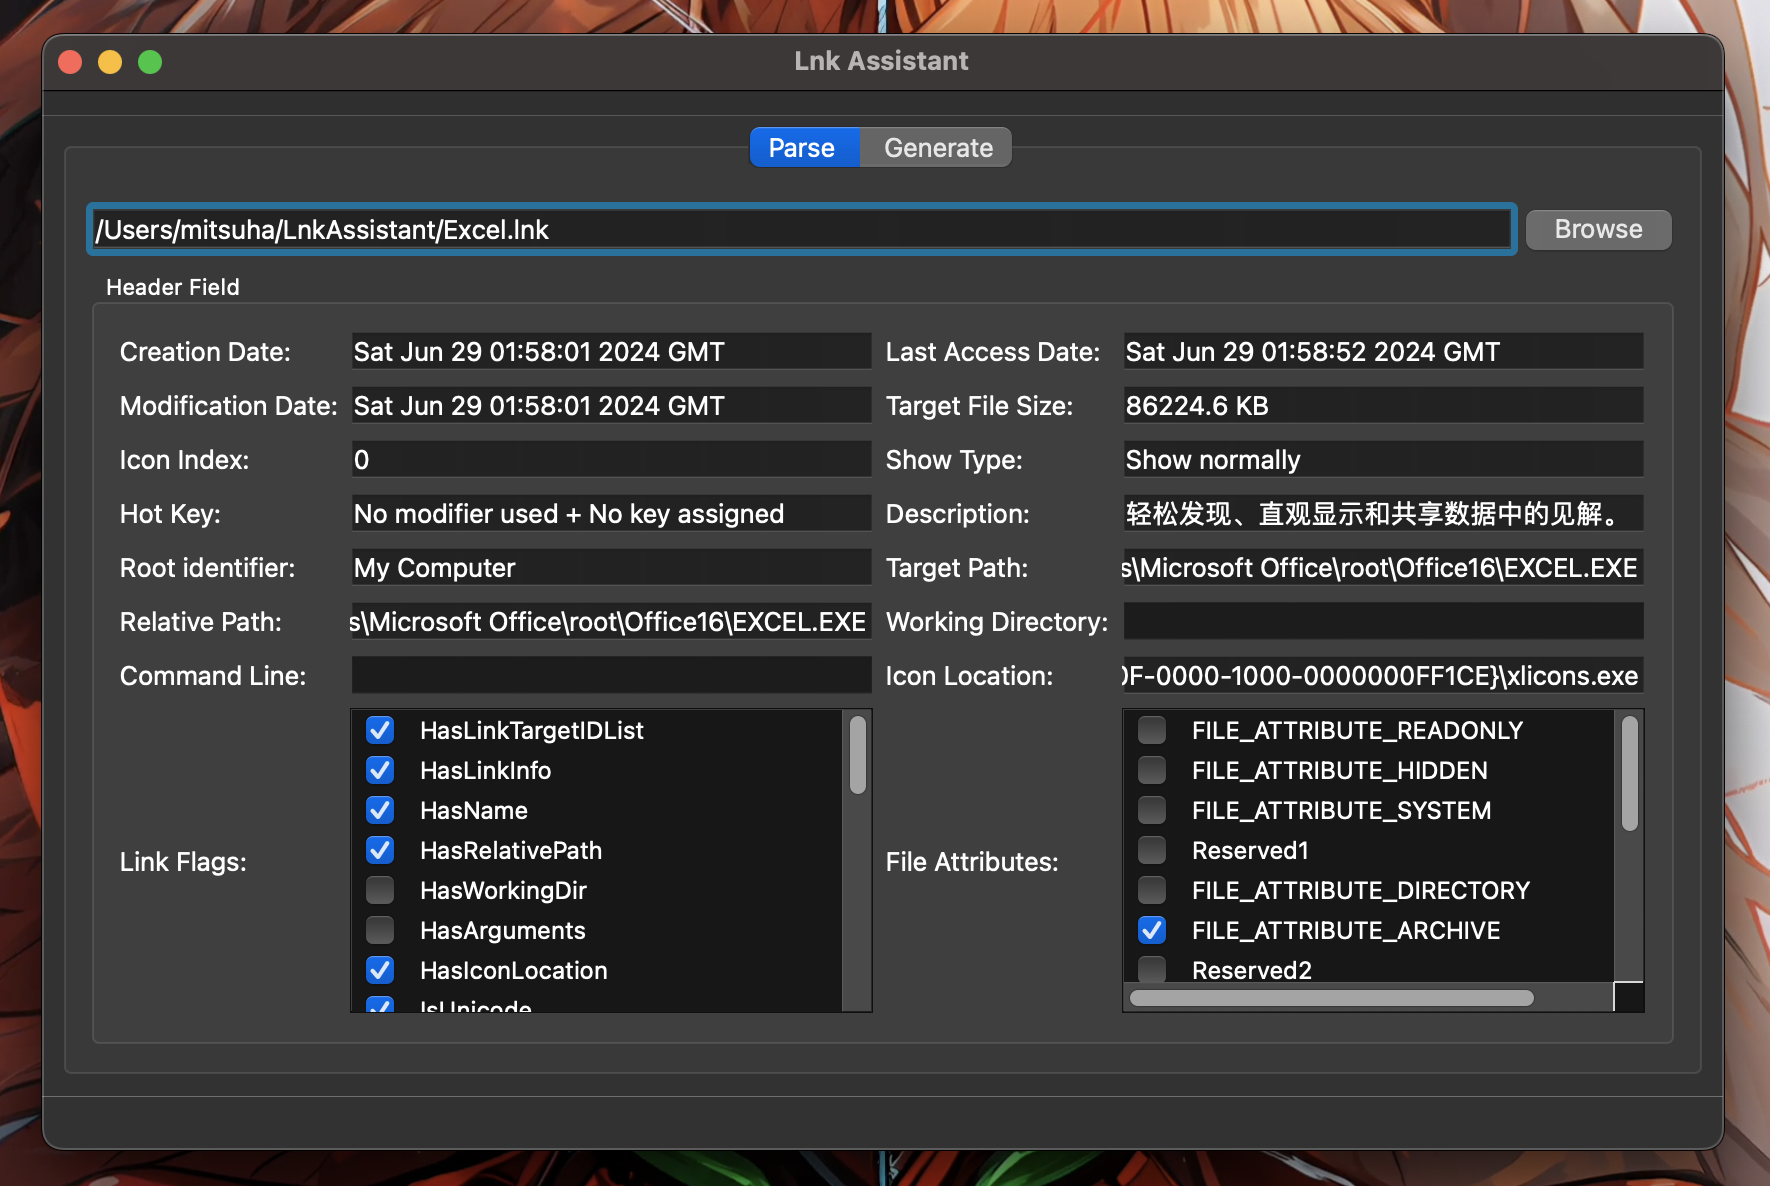 Lnk Assistant
Parse Generate
/Users/mitsuha/LnkAssistant/Excel.lnk Browse
Header Field
Creation Date: Sat Jun 29 01:58:01 2024 GMT Last Access Date: Sat Jun 29 01:58:52 2024 GMT
Modification Date: Sat Jun 29 01:58:01 2024 GMT Target File Size: 86224.6 KB
Icon Index: 0 Show Type: Show normally
Hot Key: No modifier used + No key assigned Description: 轻松发现、直观显示和共享数据中的见解。
Root identifier: My Computer Target Path: s\Microsoft Office\root\Office16\EXCEL.EXE
Relative Path: s\Microsoft Office\root\Office16\EXCEL.EXE Working Directory:
Command Line: Icon Location: 0F-0000-1000-0000000FF1CE}\xlicons.exe
Link Flags:
HasLinkTargetIDList
HasLinkInfo
HasName
HasRelativePath
HasWorkingDir
HasArguments
HasIconLocation
IsUnicode
File Attributes:
FILE_ATTRIBUTE_READONLY
FILE_ATTRIBUTE_HIDDEN
FILE_ATTRIBUTE_SYSTEM
Reserved1
FILE_ATTRIBUTE_DIRECTORY
FILE_ATTRIBUTE_ARCHIVE
Reserved2